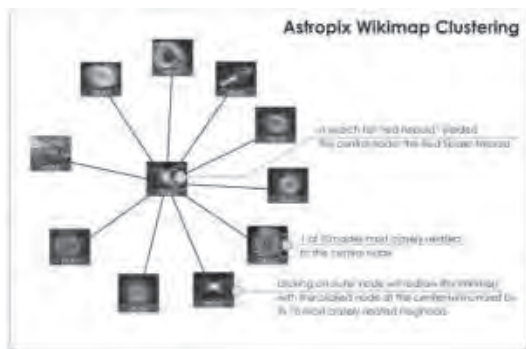 Astropix Wikimap Clustering
A search for "red nebula" yielded
the central node: the Red Spider Nebula
1 of 10 nodes most closely related
to the central node
clicking an outer node will redraw the wikimap
with the clicked node at the center surrounded by
its 10 most closely related neighbors